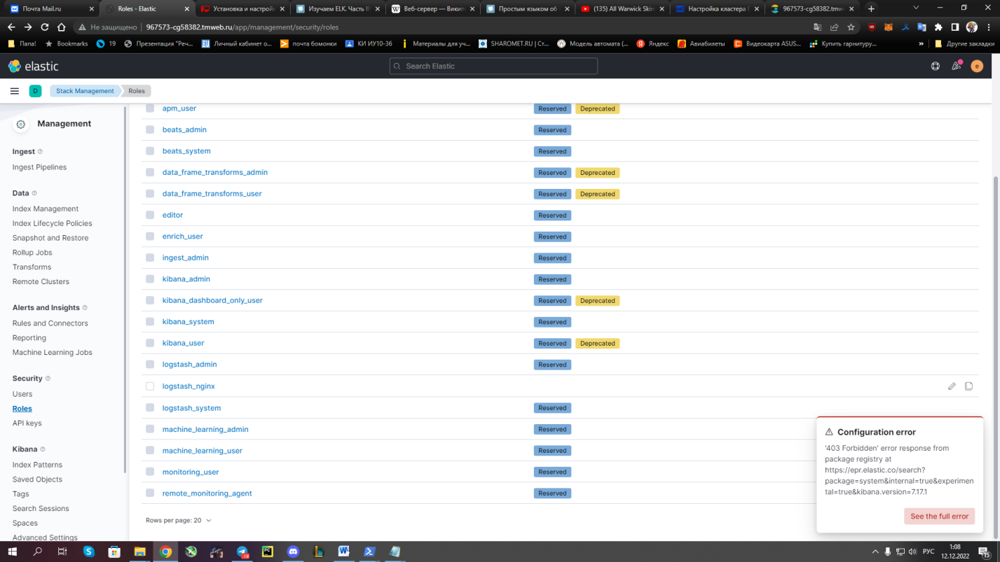 Почта Mail.ru
Roles - Elastic
Установка и настрой
Изучаем ELK. Часть II
Веб-сервер — Викип
Простым языком об
(135) All Warwick Skin
Настройка кластера
967573-cg58382.tmw
Не защищено
967573-cg58382.tmweb.ru/app/management/security/roles
Папа!
Bookmarks
19
Презентация "Реч...
Личный кабинет о...
почта бомонки
КИ ИУ10-36
Материалы для уч...
SHAROMET.RU | Ст...
Модель автомата (...
Яндекс
Авиабилеты
Видеокарта ASUS...
Купить гарнитуру...
»
Другие закладки
elastic
Search Elastic
e
D
Stack Management
Roles
Management
Ingest
Ingest Pipelines
Data
Index Management
Index Lifecycle Policies
Snapshot and Restore
Rollup Jobs
Transforms
Remote Clusters
Alerts and Insights
Rules and Connectors
Reporting
Machine Learning Jobs
Security
Users
Roles
API keys
Kibana
Index Patterns
Saved Objects
Tags
Search Sessions
Spaces
Advanced Settings
apm_user Reserved Deprecated
beats_admin Reserved
beats_system Reserved
data_frame_transforms_admin Reserved Deprecated
data_frame_transforms_user Reserved Deprecated
editor Reserved
enrich_user Reserved
ingest_admin Reserved
kibana_admin Reserved
kibana_dashboard_only_user Reserved Deprecated
kibana_system Reserved
kibana_user Reserved Deprecated
logstash_admin Reserved
logstash_nginx
logstash_system Reserved
machine_learning_admin Reserved
machine_learning_user Reserved
monitoring_user Reserved
remote_monitoring_agent Reserved
Rows per page: 20
Configuration error
'403 Forbidden' error response from
package registry at
https://epr.elastic.co/search?
package=system&internal=true&experimen
tal=true&kibana.version=7.17.1
See the full error
РУС
1:08
12.12.2022
15